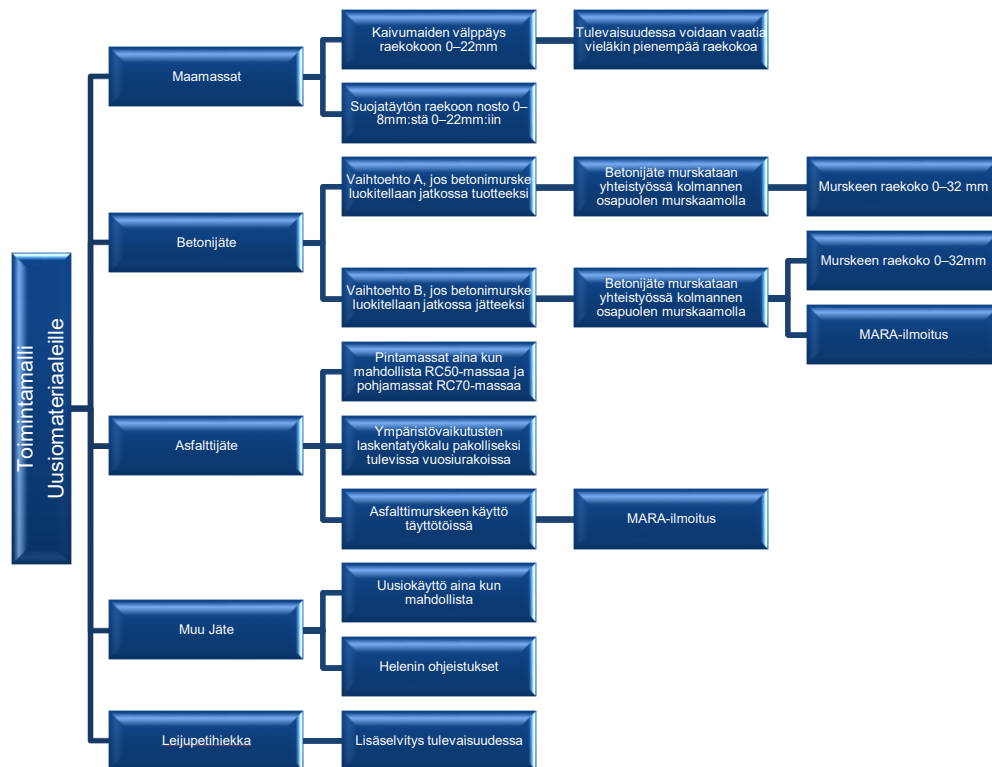 Toimintamalli
Uusiomateriaaleille
Maamassat
Kaivumaiden välppäys
raekokoon 0–22mm
Tulevaisuudessa voidaan vaatia
vieläkin pienempää raekokoa
Suojatäytön raekoon nosto 0–
8mm:stä 0–22mm:iin
Betonijäte
Vaihtoehto A, jos betonimurske
luokitellaan jatkossa tuotteeksi
Betonijäte murskataan
yhteistyössä kolmannen
osapuolen murskaamolla
Murskeen raekoko 0–32 mm
Vaihtoehto B, jos betonimurske
luokitellaan jatkossa jätteeksi
Betonijäte murskataan
yhteistyössä kolmannen
osapuolen murskaamolla
Murskeen raekoko 0–32mm
MARA-ilmoitus
Asfalttijäte
Pintamassat aina kun
mahdollista RC50-massaa ja
pohjamassat RC70-massaa
Ympäristövaikutusten
laskentatyökalu pakolliseksi
tulevissa vuosiurakoissa
Asfalttimurskeen käyttö
täyttötöissä
MARA-ilmoitus
Muu Jäte
Uusiokäyttö aina kun
mahdollista
Helenin ohjeistukset
Leijupetihiekka
Lisäselvitys tulevaisuudessa